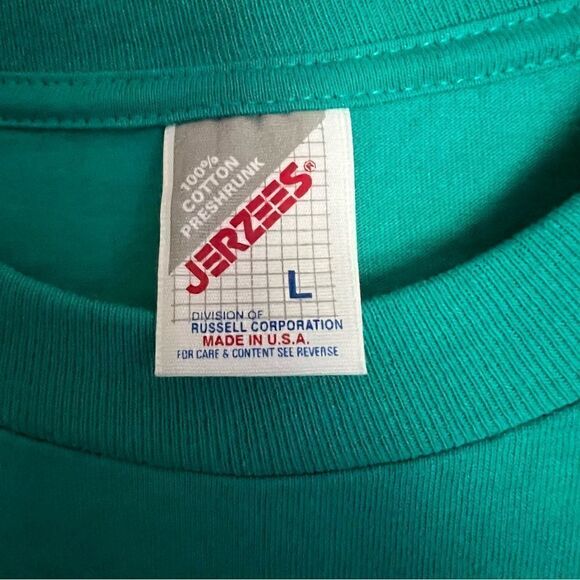 100%
COTTON
PRESHRUNK
JERZEES®
L
DIVISION OF
RUSSELL CORPORATION
MADE IN U.S.A.
FOR CARE & CONTENT SEE REVERSE